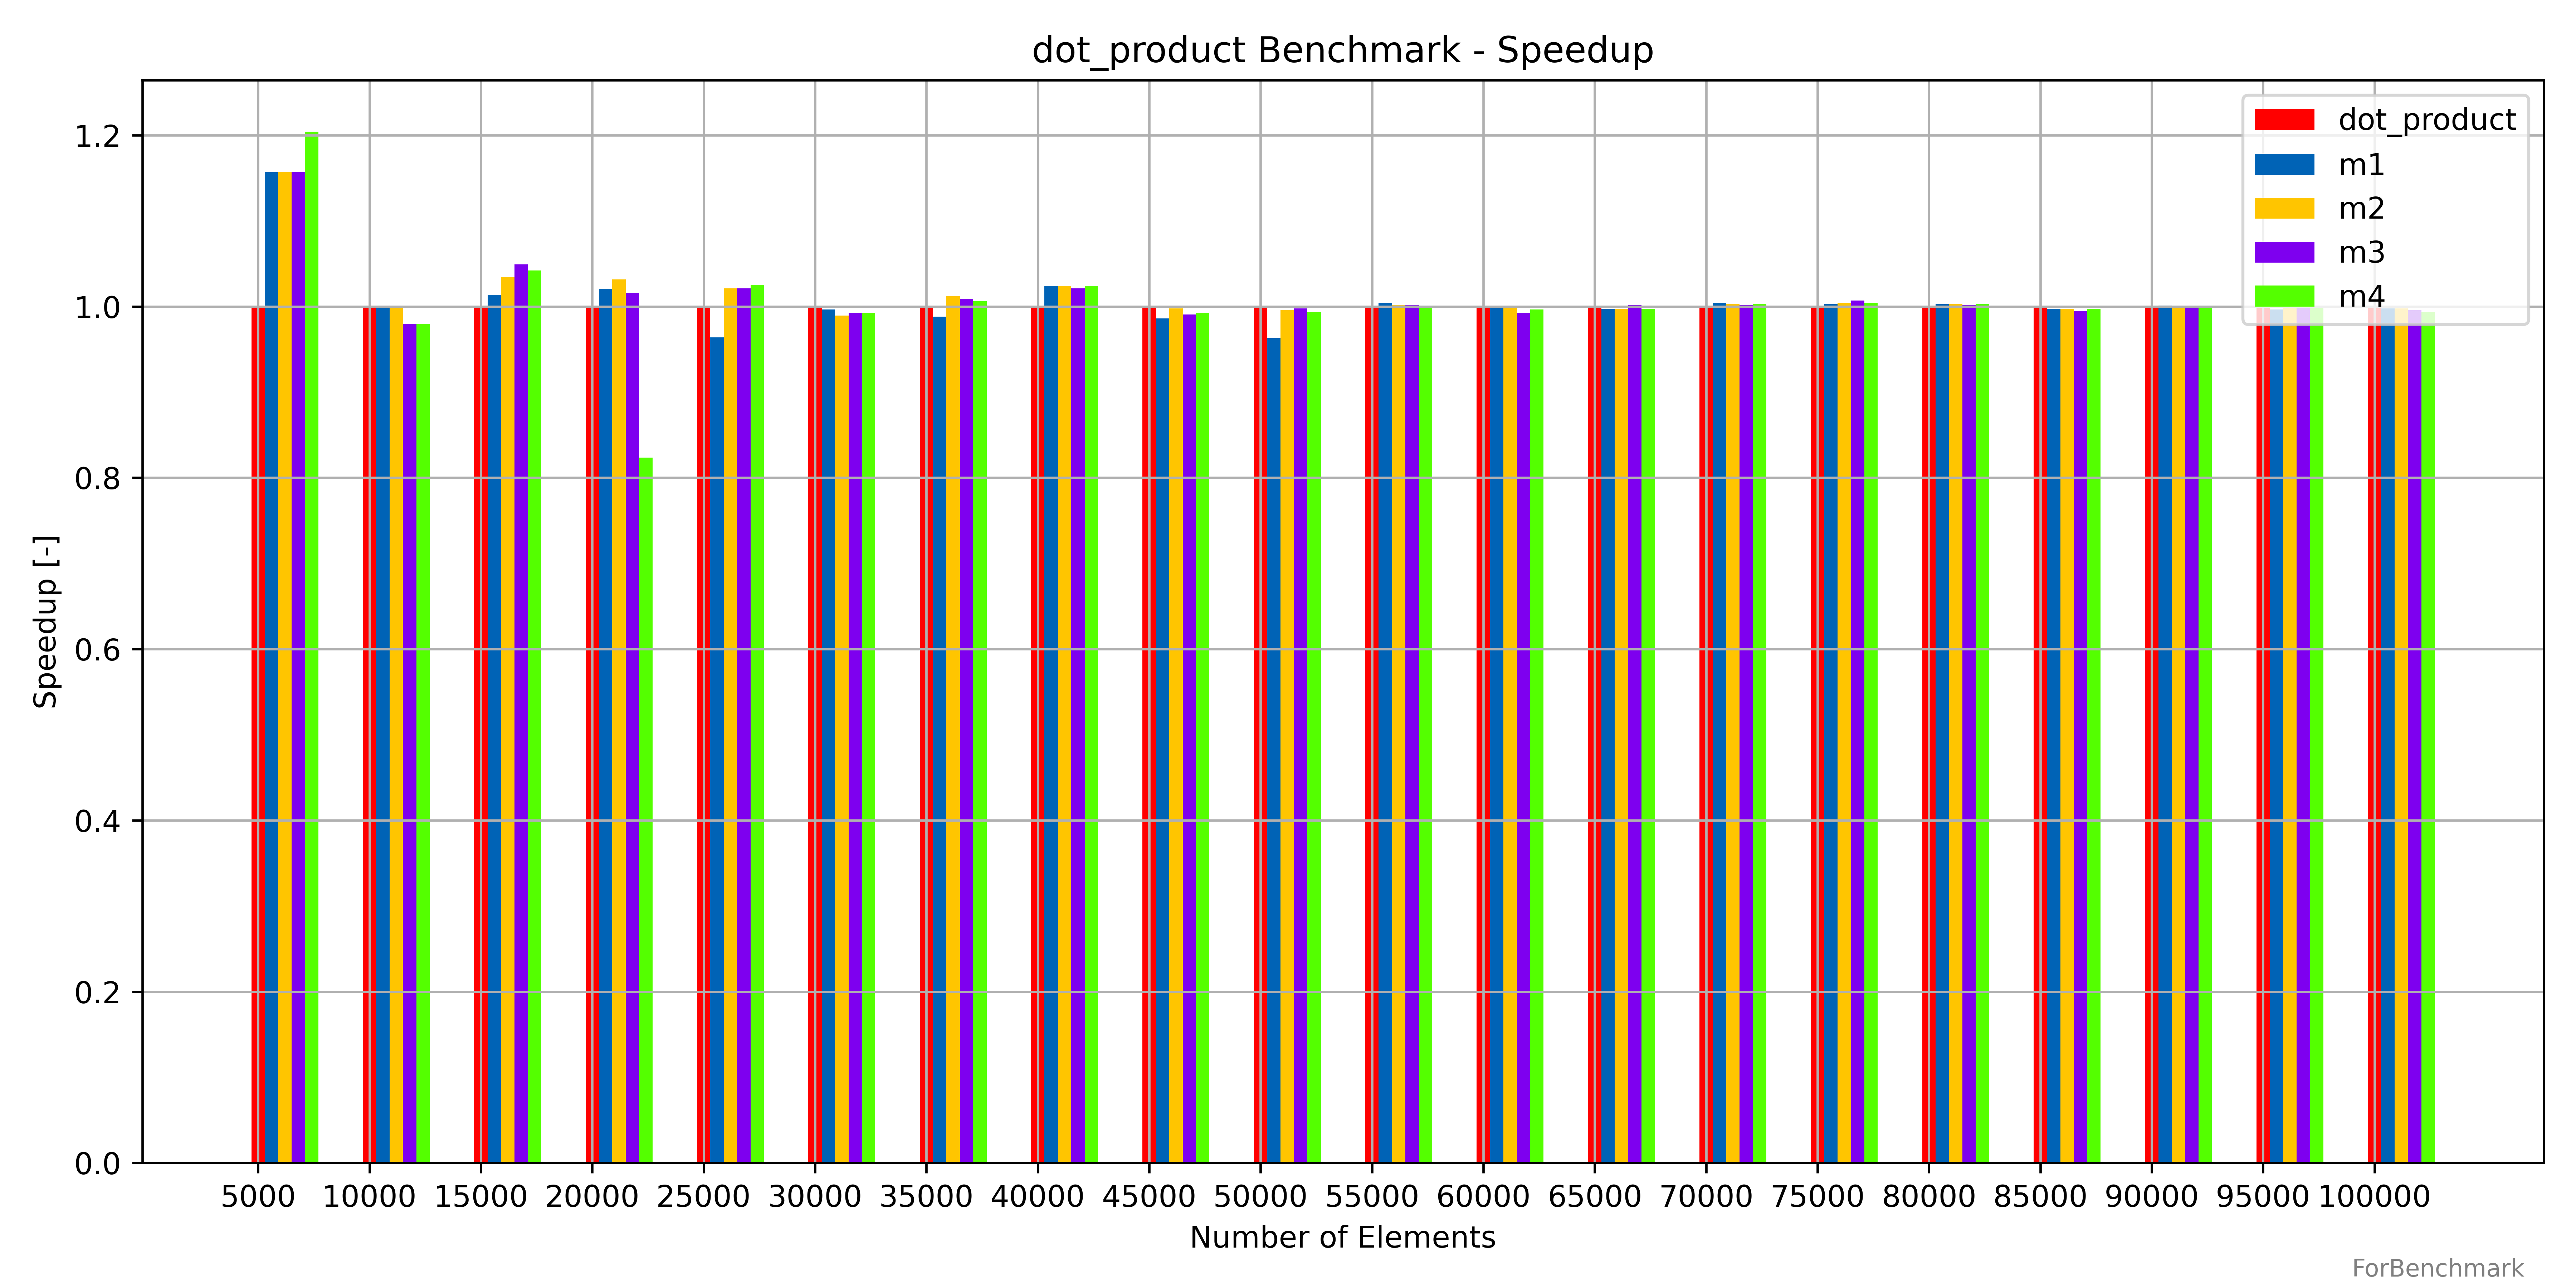 dot_product Benchmark - Speedup
Speedup [-]
1.2
1.0
0.8
0.6
0.4
0.2
0.0
dot_product
m1
m2
m3
m4
5000 10000 15000 20000 25000 30000 35000 40000 45000 50000 55000 60000 65000 70000 75000 80000 85000 90000 95000 100000
Number of Elements
ForBenchmark